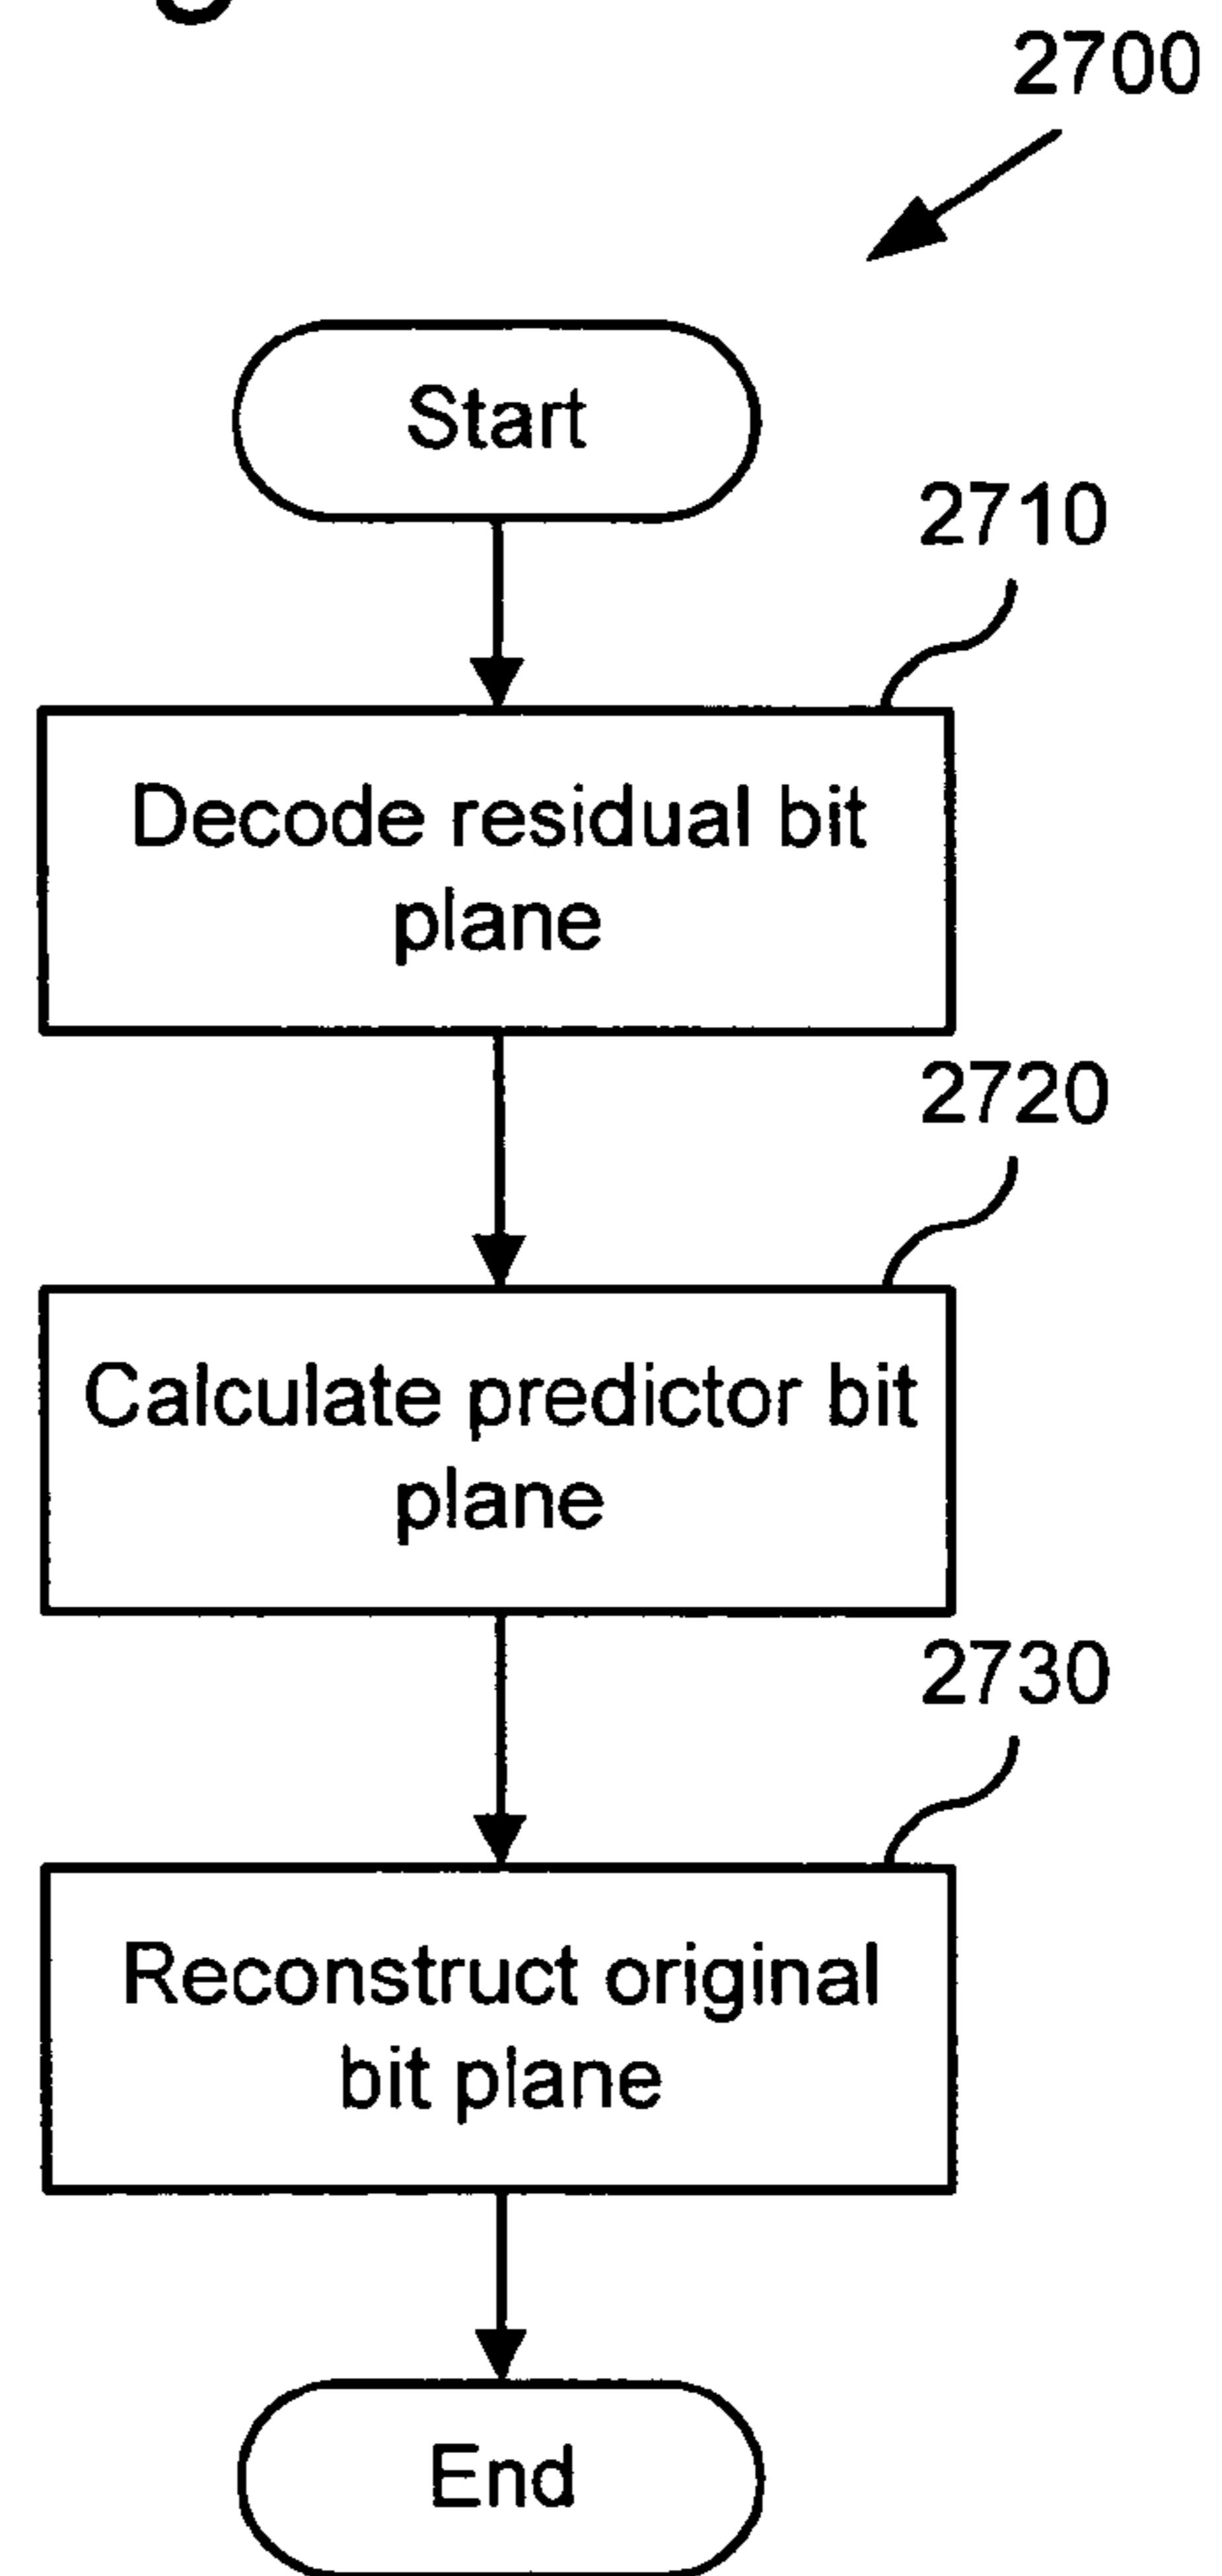 2700
Start
2710
Decode residual bit
plane
2720
Calculate predictor bit
plane
2730
Reconstruct original
bit plane
End